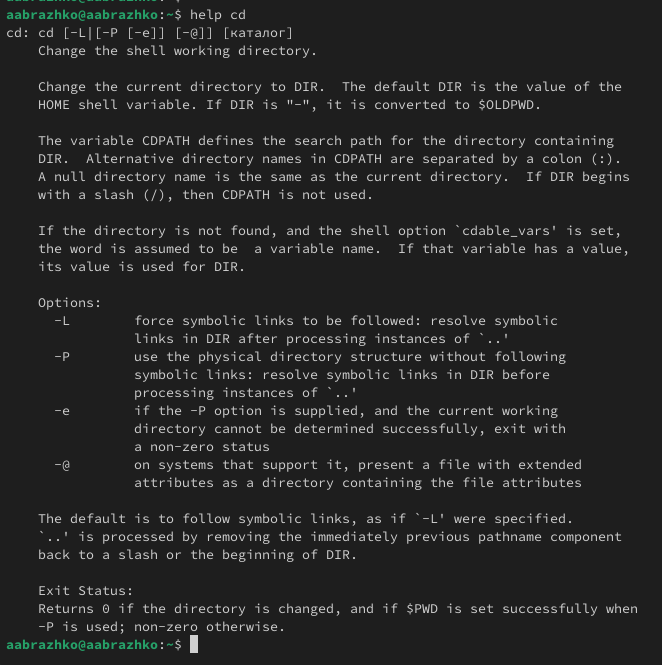 aabrazhko@aabrazhko:~$ help cd
cd: cd [-L|[-P [-e]] [-@]] [каталог]
    Change the shell working directory.

    Change the current directory to DIR.  The default DIR is the value of the
    HOME shell variable. If DIR is "-", it is converted to $OLDPWD.

    The variable CDPATH defines the search path for the directory containing
    DIR.  Alternative directory names in CDPATH are separated by a colon (:).
    A null directory name is the same as the current directory.  If DIR begins
    with a slash (/), then CDPATH is not used.

    If the directory is not found, and the shell option `cdable_vars' is set,
    the word is assumed to be  a variable name.  If that variable has a value,
    its value is used for DIR.

    Options:
      -L        force symbolic links to be followed: resolve symbolic
                links in DIR after processing instances of `..'
      -P        use the physical directory structure without following
                symbolic links: resolve symbolic links in DIR before
                processing instances of `..'
      -e        if the -P option is supplied, and the current working
                directory cannot be determined successfully, exit with
                a non-zero status
      -@        on systems that support it, present a file with extended
                attributes as a directory containing the file attributes

    The default is to follow symbolic links, as if `-L' were specified.
    `..' is processed by removing the immediately previous pathname component
    back to a slash or the beginning of DIR.

    Exit Status:
    Returns 0 if the directory is changed, and if $PWD is set successfully when
    -P is used; non-zero otherwise.
aabrazhko@aabrazhko:~$